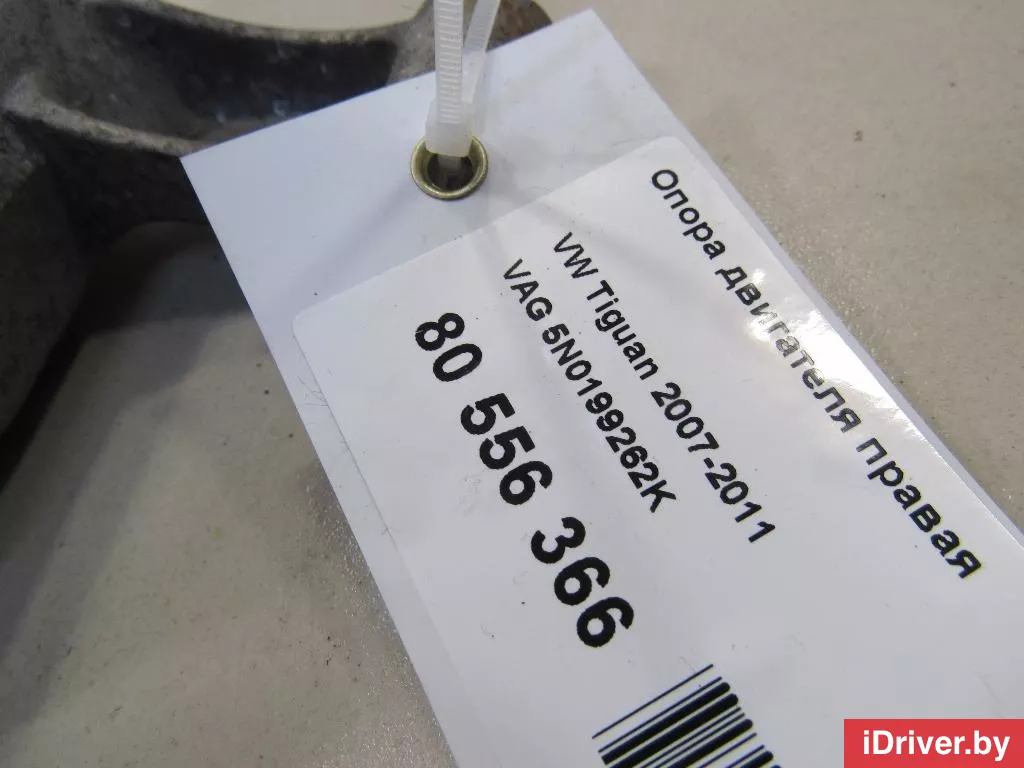 Опора двигателя правая
VW Tiguan 2007-2011
VAG 5N0199262K
80 556 366
iDriver.by